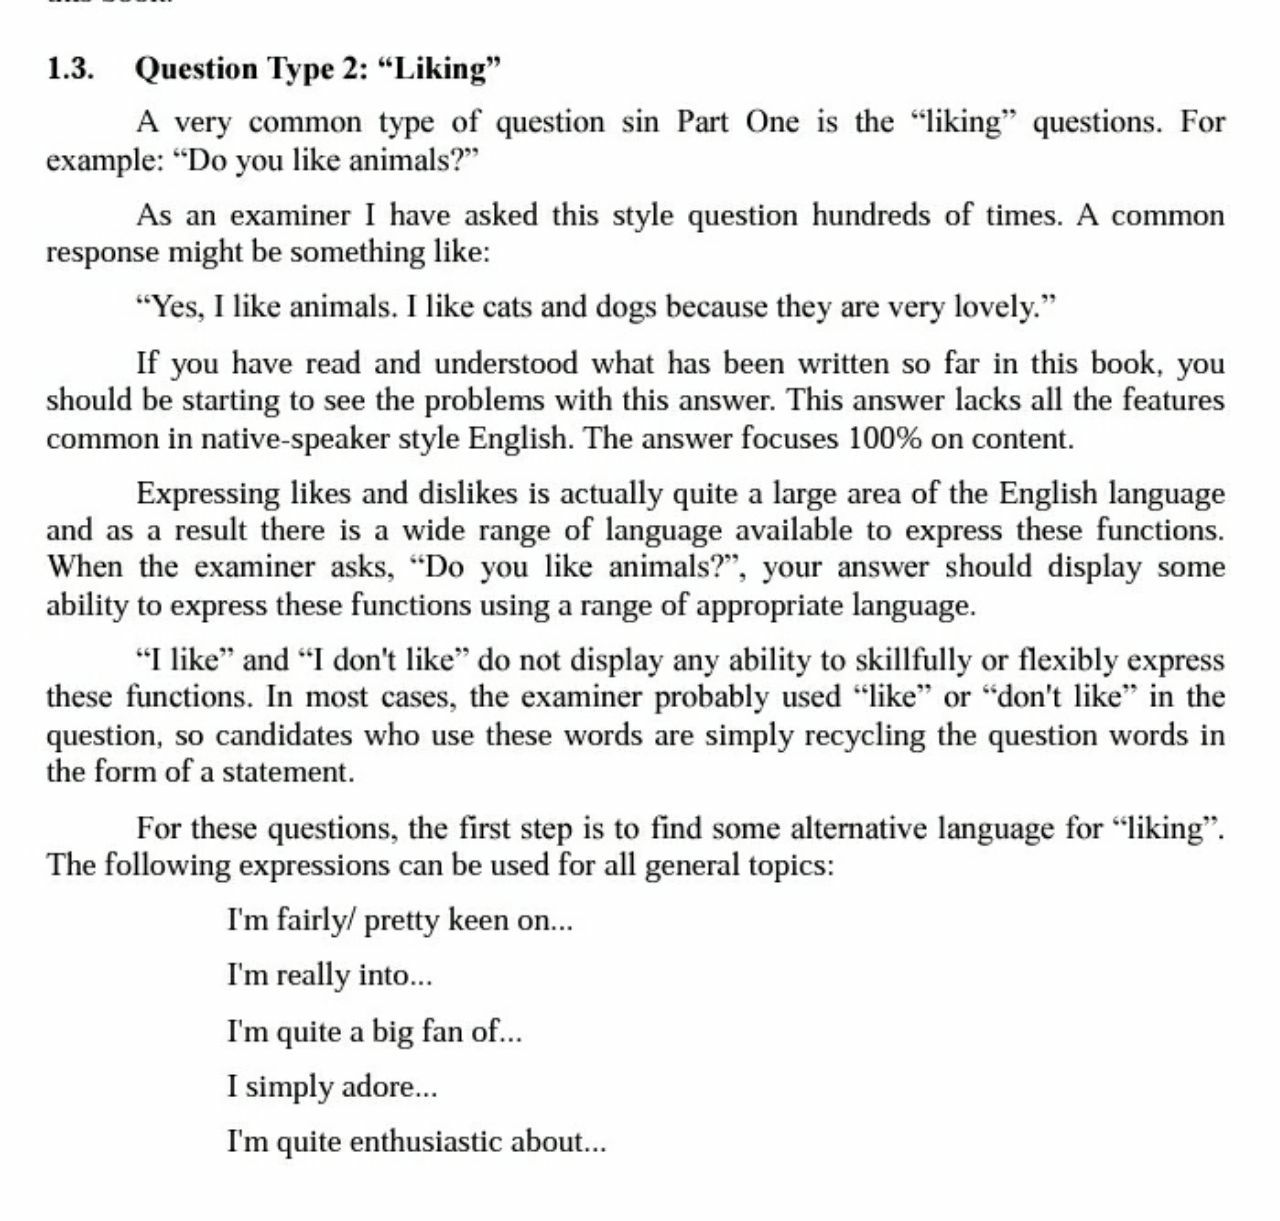 1.3. Question Type 2: “Liking”
A very common type of question sin Part One is the “liking” questions. For
example: “Do you like animals?”
As an examiner I have asked this style question hundreds of times. A common
response might be something like:
“Yes, I like animals. I like cats and dogs because they are very lovely.”
If you have read and understood what has been written so far in this book, you
should be starting to see the problems with this answer. This answer lacks all the features
common in native-speaker style English. The answer focuses 100% on content.
Expressing likes and dislikes is actually quite a large area of the English language
and as a result there is a wide range of language available to express these functions.
When the examiner asks, “Do you like animals?”, your answer should display some
ability to express these functions using a range of appropriate language.
“I like” and “I don't like” do not display any ability to skillfully or flexibly express
these functions. In most cases, the examiner probably used “like” or “don't like” in the
question, so candidates who use these words are simply recycling the question words in
the form of a statement.
For these questions, the first step is to find some alternative language for “liking”.
The following expressions can be used for all general topics:
I'm fairly/ pretty keen on...
I'm really into...
I'm quite a big fan of...
I simply adore...
I'm quite enthusiastic about...